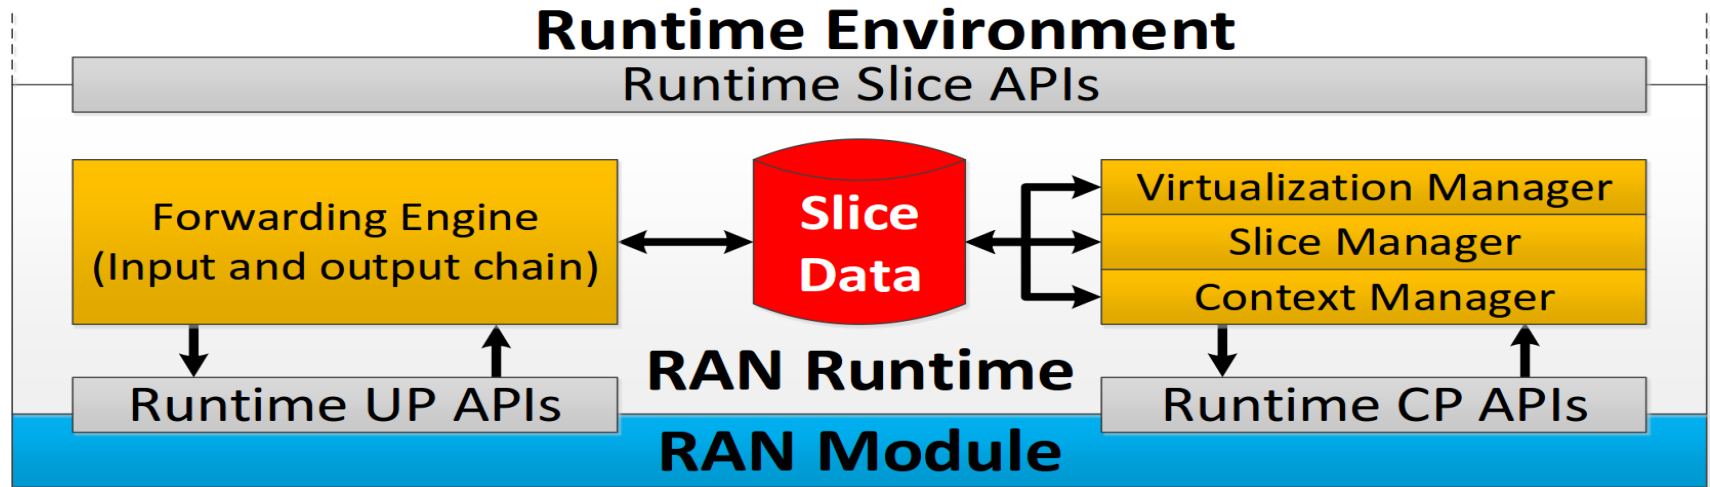 Runtime Environment
Runtime Slice APIs
Forwarding Engine
(Input and output chain)
Slice
Data
Virtualization Manager
Slice Manager
Context Manager
RAN Runtime
Runtime UP APIs
Runtime CP APIs
RAN Module